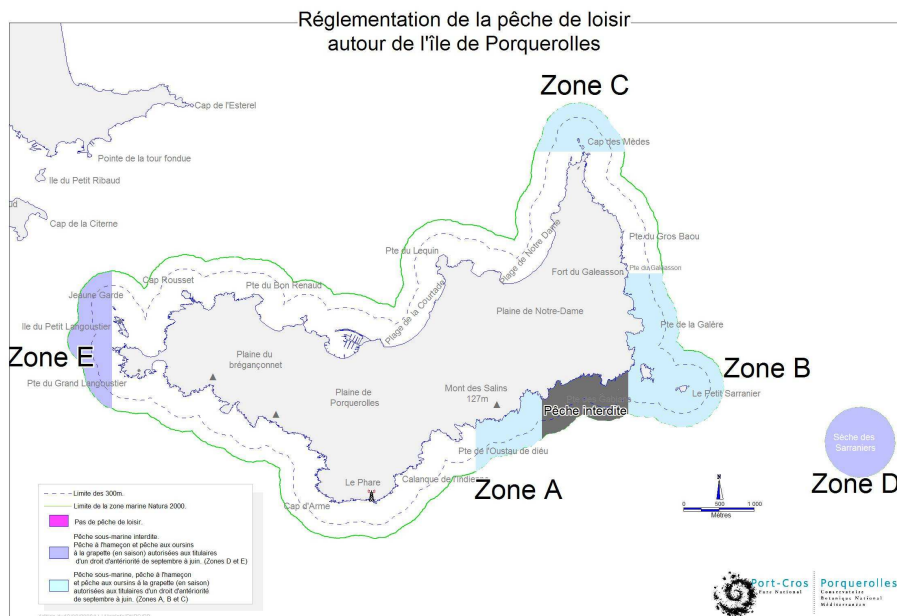 Réglementation de la pêche de loisir
autour de l'île de Porquerolles
Zone C
Cap de l'Esterel
Cap des Mèdes
Pointe de la tour fondue
Ile du Petit Ribaud
Cap de la Citerne
Pte du Lequin
Plage de Notre Dame
Pte du Gros Baou
Fort du Galeasson
Pte du Galeasson
Cap Rousset
Jeaune Garde
Pte du Bon Renaud
Plage de la Courtade
Plaine de Notre-Dame
Ile du Petit Langoustier
Pte de la Galère
Zone E
Plaine du
brégançonnet
Zone B
Pte du Grand Langoustier
Plaine de
Porquerolles
Mont des Salins
127m
Le Petit Sarranier
Pêche interdite
Sèche des
Sarraniers
Pte de l'Oustau de dièu
Calanque de l'Indienne
Le Phare
Zone A
Zone D
Cap d'Arme
N
0 500 1 000
Mètres
Limite des 300m.
Limite de la zone marine Natura 2000.
Pas de pêche de loisir.
Pêche sous-marine interdite.
Pêche à l'hameçon et pêche aux oursins
à la grapette (en saison) autorisées aux titulaires
d'un droit d'antériorité de septembre à juin. (Zones D et E)
Pêche sous-marine, pêche à l'hameçon
et pêche aux oursins à la grapette (en saison)
autorisées aux titulaires d'un droit d'antériorité
de septembre à juin. (Zones A, B et C)
Port-Cros
Parc National
Porquerolles
Conservatoire
Botanique National
Méditerranéen